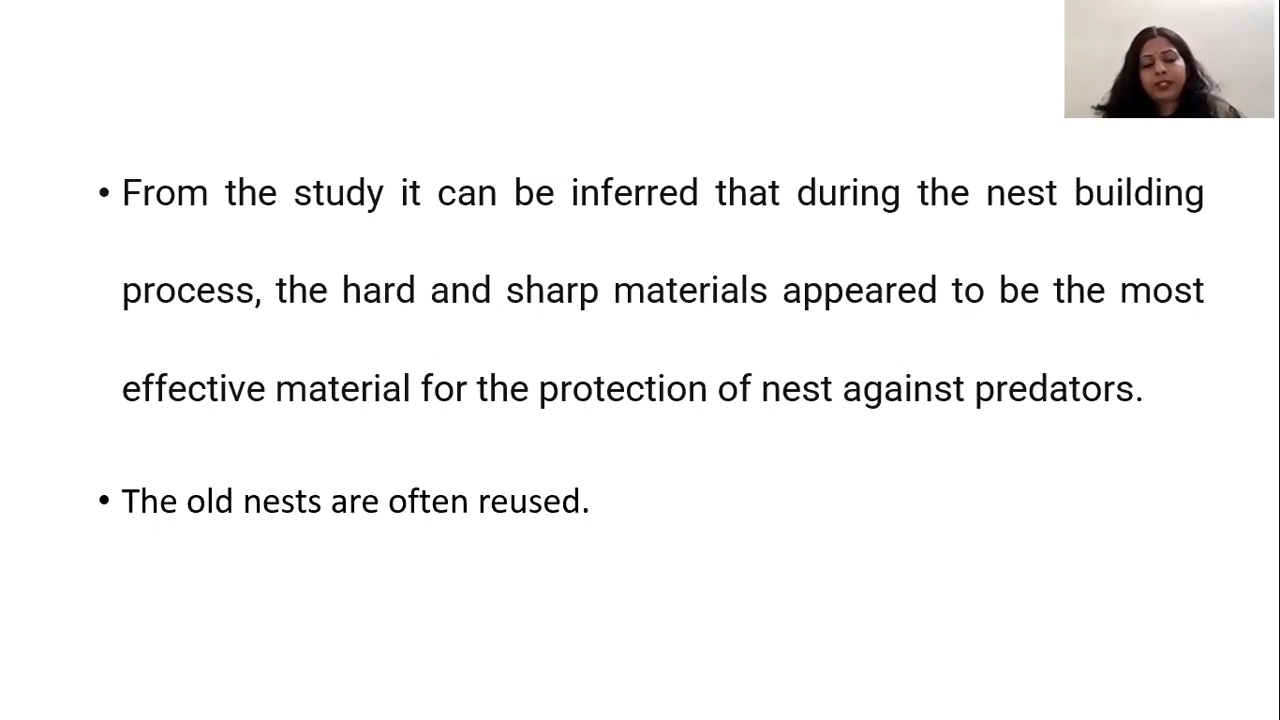 • From the study it can be inferred that during the nest building
process, the hard and sharp materials appeared to be the most
effective material for the protection of nest against predators.
• The old nests are often reused.